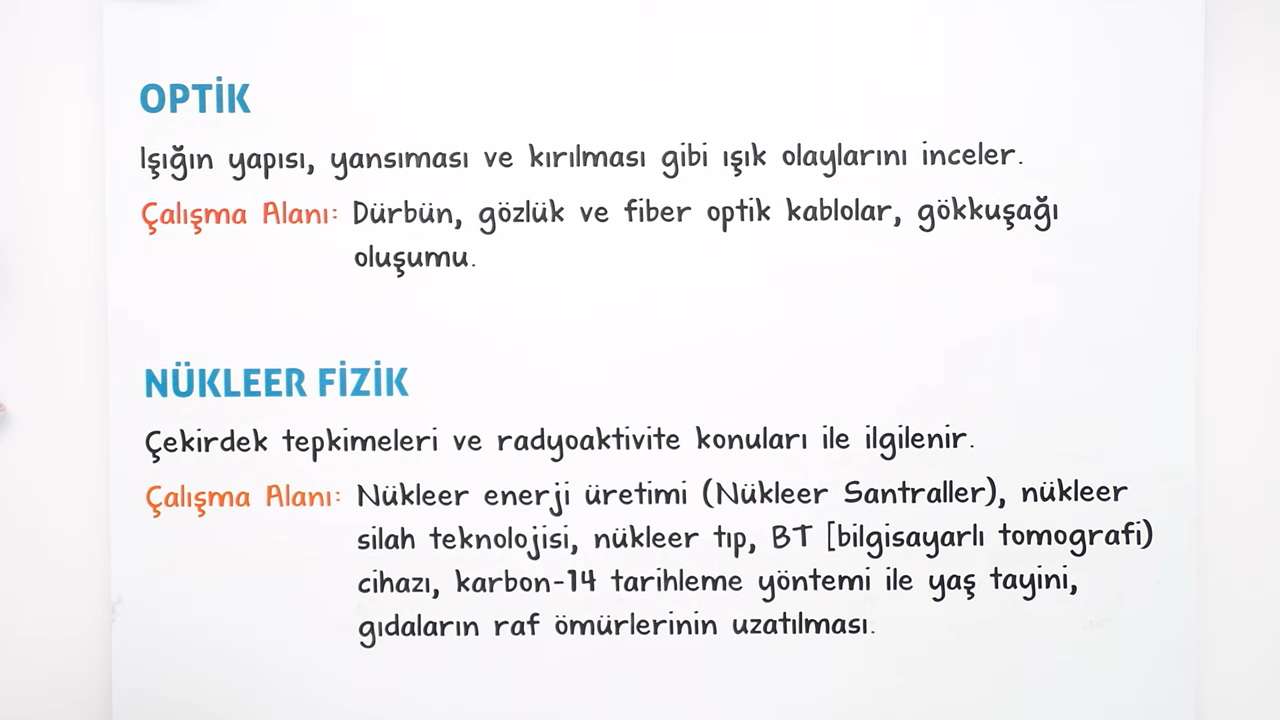 OPTİK
Işığın yapısı, yansıması ve kırılması gibi ışık olaylarını inceler.
Çalışma Alanı: Dürbün, gözlük ve fiber optik kablolar, gökkuşağı
oluşumu.
NÜKLEER FİZİK
Çekirdek tepkimeleri ve radyoaktivite konuları ile ilgilenir.
Çalışma Alanı: Nükleer enerji üretimi (Nükleer Santraller), nükleer
silah teknolojisi, nükleer tıp, BT [bilgisayarlı tomografi)
cihazı, karbon-14 tarihleme yöntemi ile yaş tayini,
gıdaların raf ömürlerinin uzatılması.